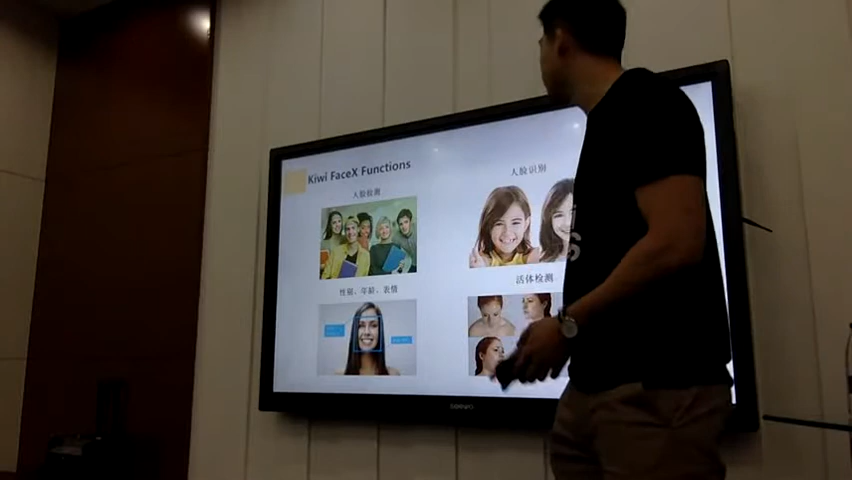 Kiwi FaceX Functions
人脸检测
人脸识别
性别、年龄、表情
活体检测
S